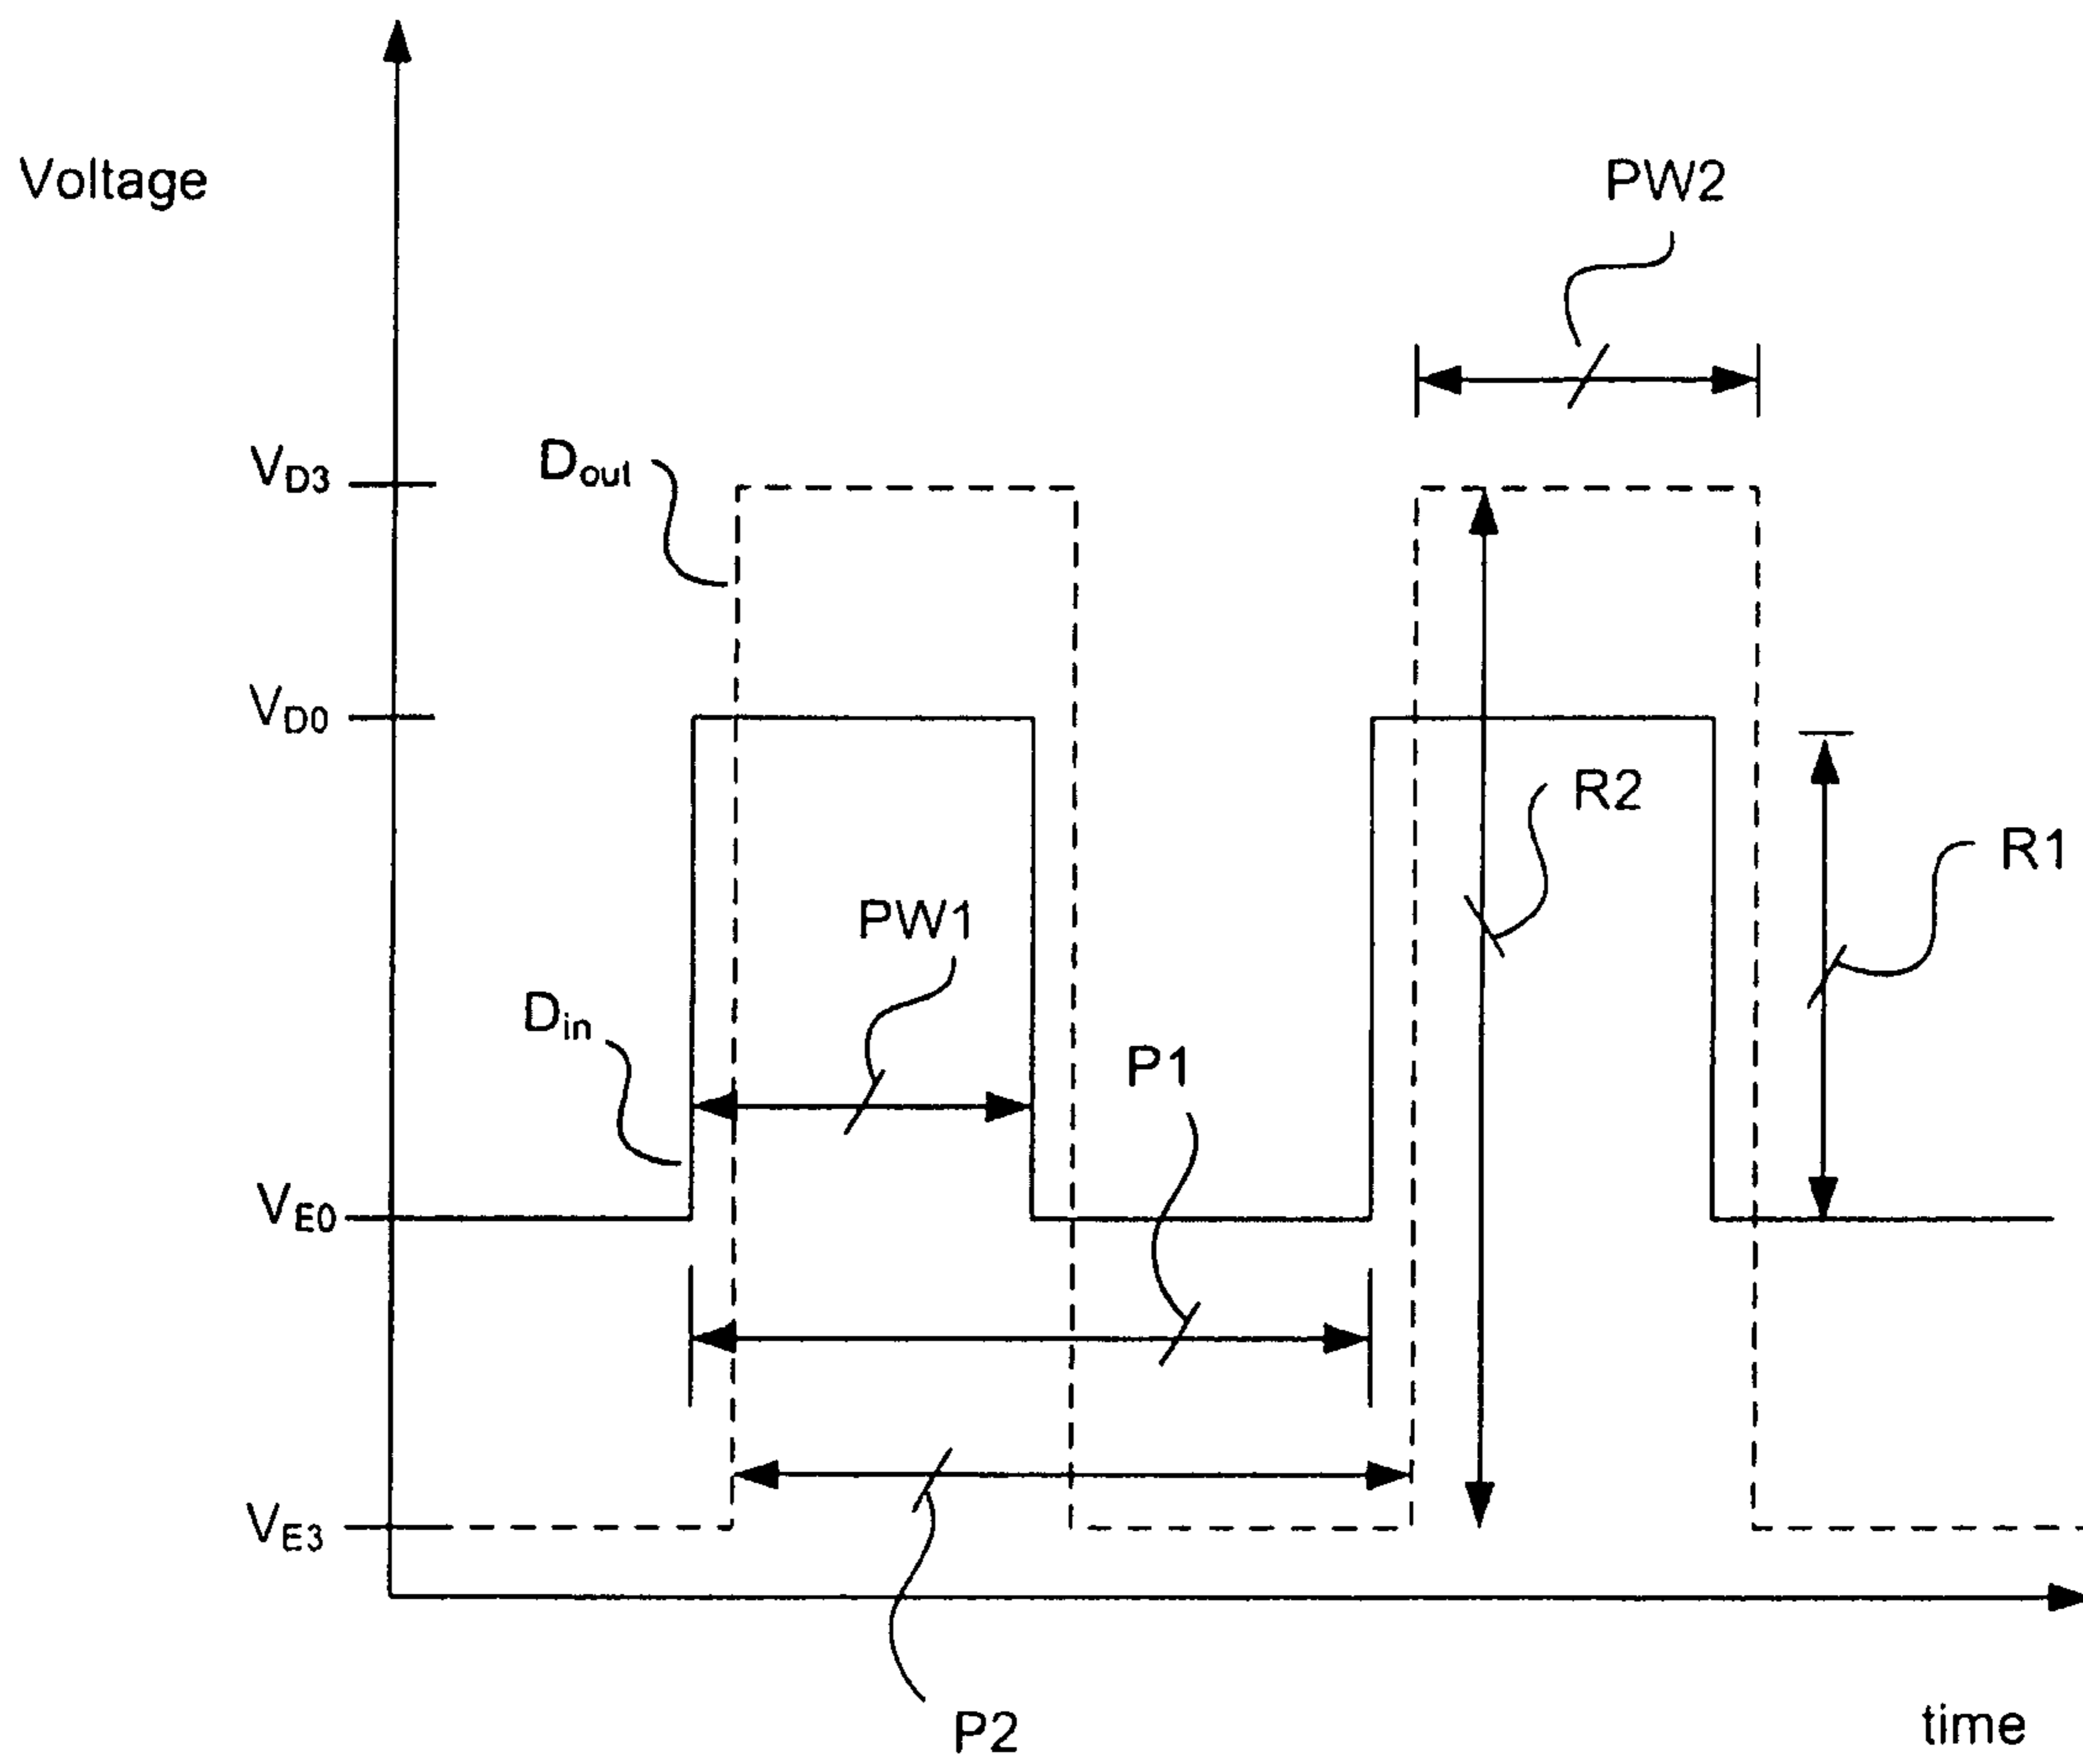 Voltage
PW2
VD3
Dout
VD0
R2
R1
PW1
Din
P1
VE0
VE3
P2
time